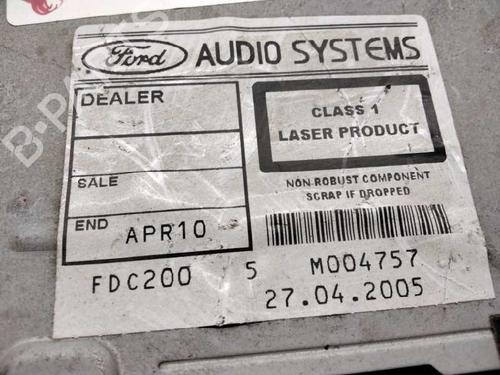 Ford AUDIO SYSTEMS
DEALER
CLASS 1
LASER PRODUCT
SALE
NON-ROBUST COMPONENT
SCRAP IF DROPPED
END APR10
FDC200 5 M004757
27.04.2005
B-PARTS